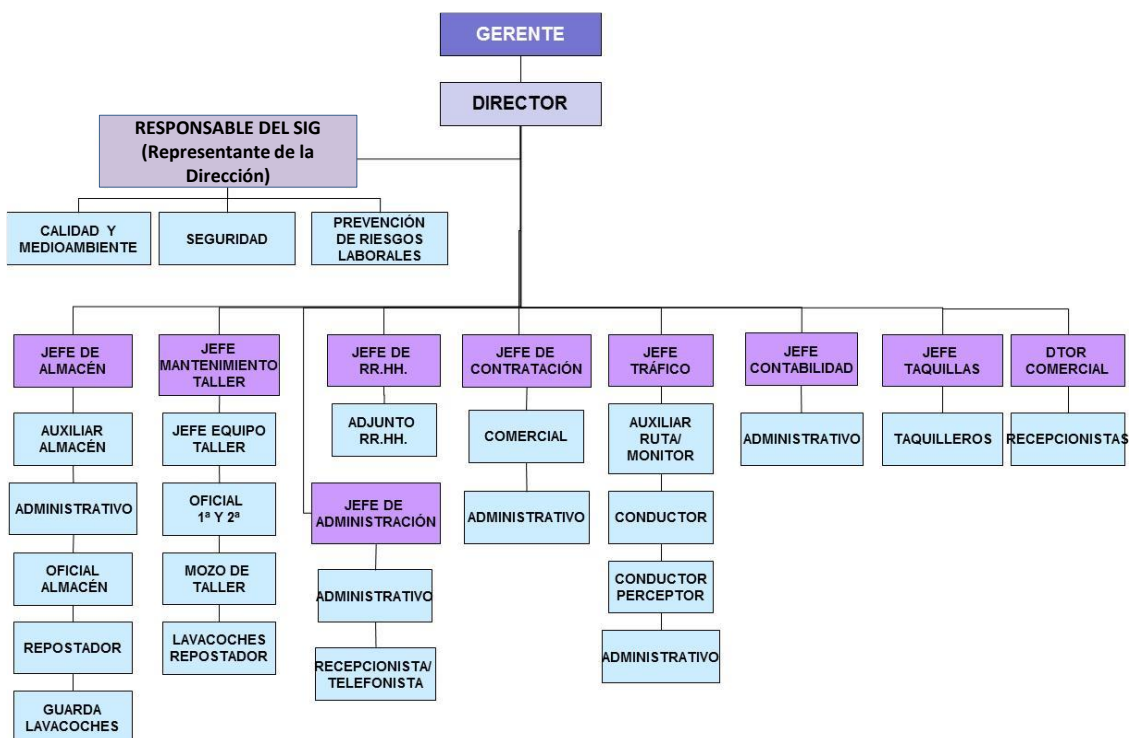 GERENTE
DIRECTOR
RESPONSABLE DEL SIG
(Representante de la
Dirección)
CALIDAD Y
MEDIOAMBIENTE
SEGURIDAD
PREVENCIÓN
DE RIESGOS
LABORALES
JEFE DE
ALMACÉN
AUXILIAR
ALMACÉN
ADMINISTRATIVO
OFICIAL
ALMACÉN
REPOSTADOR
GUARDA
LAVACOCHES
JEFE
MANTENIMIENTO
TALLER
JEFE EQUIPO
TALLER
OFICIAL
1ª Y 2ª
MOZO DE
TALLER
LAVACOCHES
REPOSTADOR
JEFE DE
RR.HH.
ADJUNTO
RR.HH.
JEFE DE
ADMINISTRACIÓN
ADMINISTRATIVO
RECEPCIONISTA/
TELEFONISTA
JEFE DE
CONTRATACIÓN
COMERCIAL
ADMINISTRATIVO
JEFE
TRÁFICO
AUXILIAR
RUTA/
MONITOR
CONDUCTOR
CONDUCTOR
PERCEPTOR
ADMINISTRATIVO
JEFE
CONTABILIDAD
ADMINISTRATIVO
JEFE
TAQUILLAS
TAQUILLEROS
DTOR
COMERCIAL
RECEPCIONISTAS